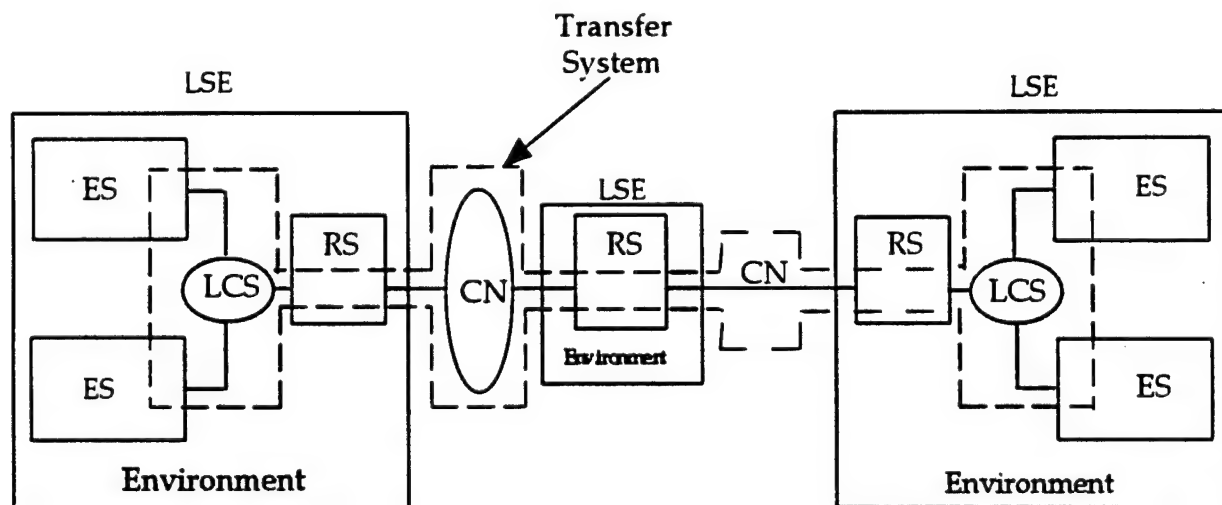 Transfer
System
LSE
LSE
ES
ES
LSE
RS
RS
RS
LCS
CN
CN
LCS
Environment
ES
ES
Environment
Environment